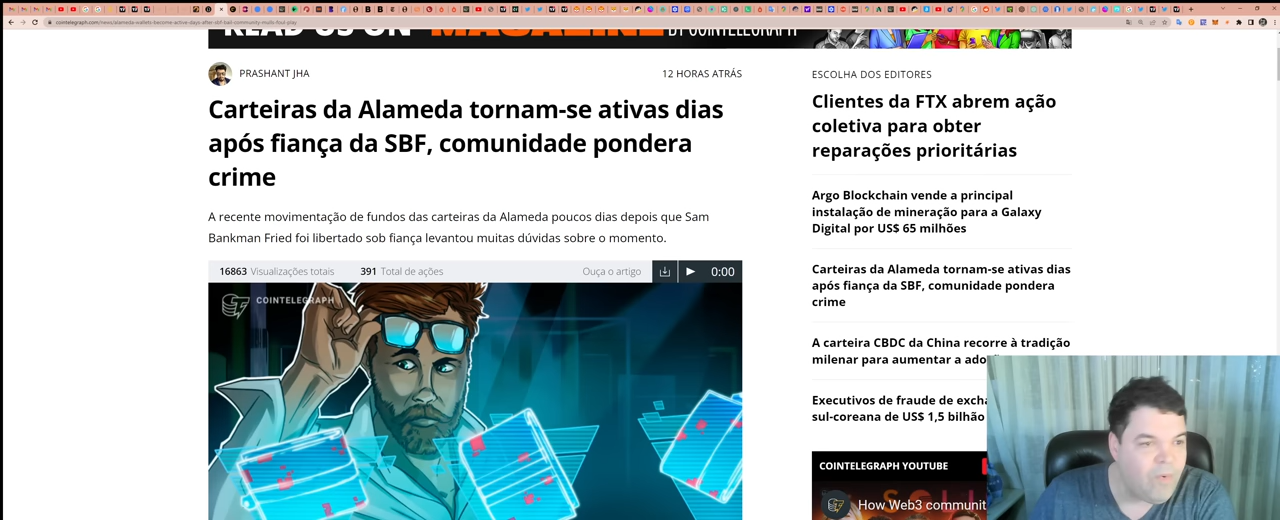 cointelegraph.com/news/alameda-wallets-become-active-days-after-sbf-bail-community-mulls-foul-play
READ US ON MAGAZINE BY COINTELEGRAPH
PRASHANT JHA
12 HORAS ATRÁS
Carteiras da Alameda tornam-se ativas dias
após fiança da SBF, comunidade pondera
crime
A recente movimentação de fundos das carteiras da Alameda poucos dias depois que Sam
Bankman Fried foi libertado sob fiança levantou muitas dúvidas sobre o momento.
16863 Visualizações totais
391 Total de ações
Ouça o artigo
0:00
COINTELEGRAPH
ESCOLHA DOS EDITORES
Clientes da FTX abrem ação
coletiva para obter
reparações prioritárias
Argo Blockchain vende a principal
instalação de mineração para a Galaxy
Digital por US$ 65 milhões
Carteiras da Alameda tornam-se ativas dias
após fiança da SBF, comunidade pondera
crime
A carteira CBDC da China recorre à tradição
milenar para aumentar a
Executivos de fraude de
sul-coreana de US$ 1,5 bilhão
COINTELEGRAPH YOUTUBE
How Web3